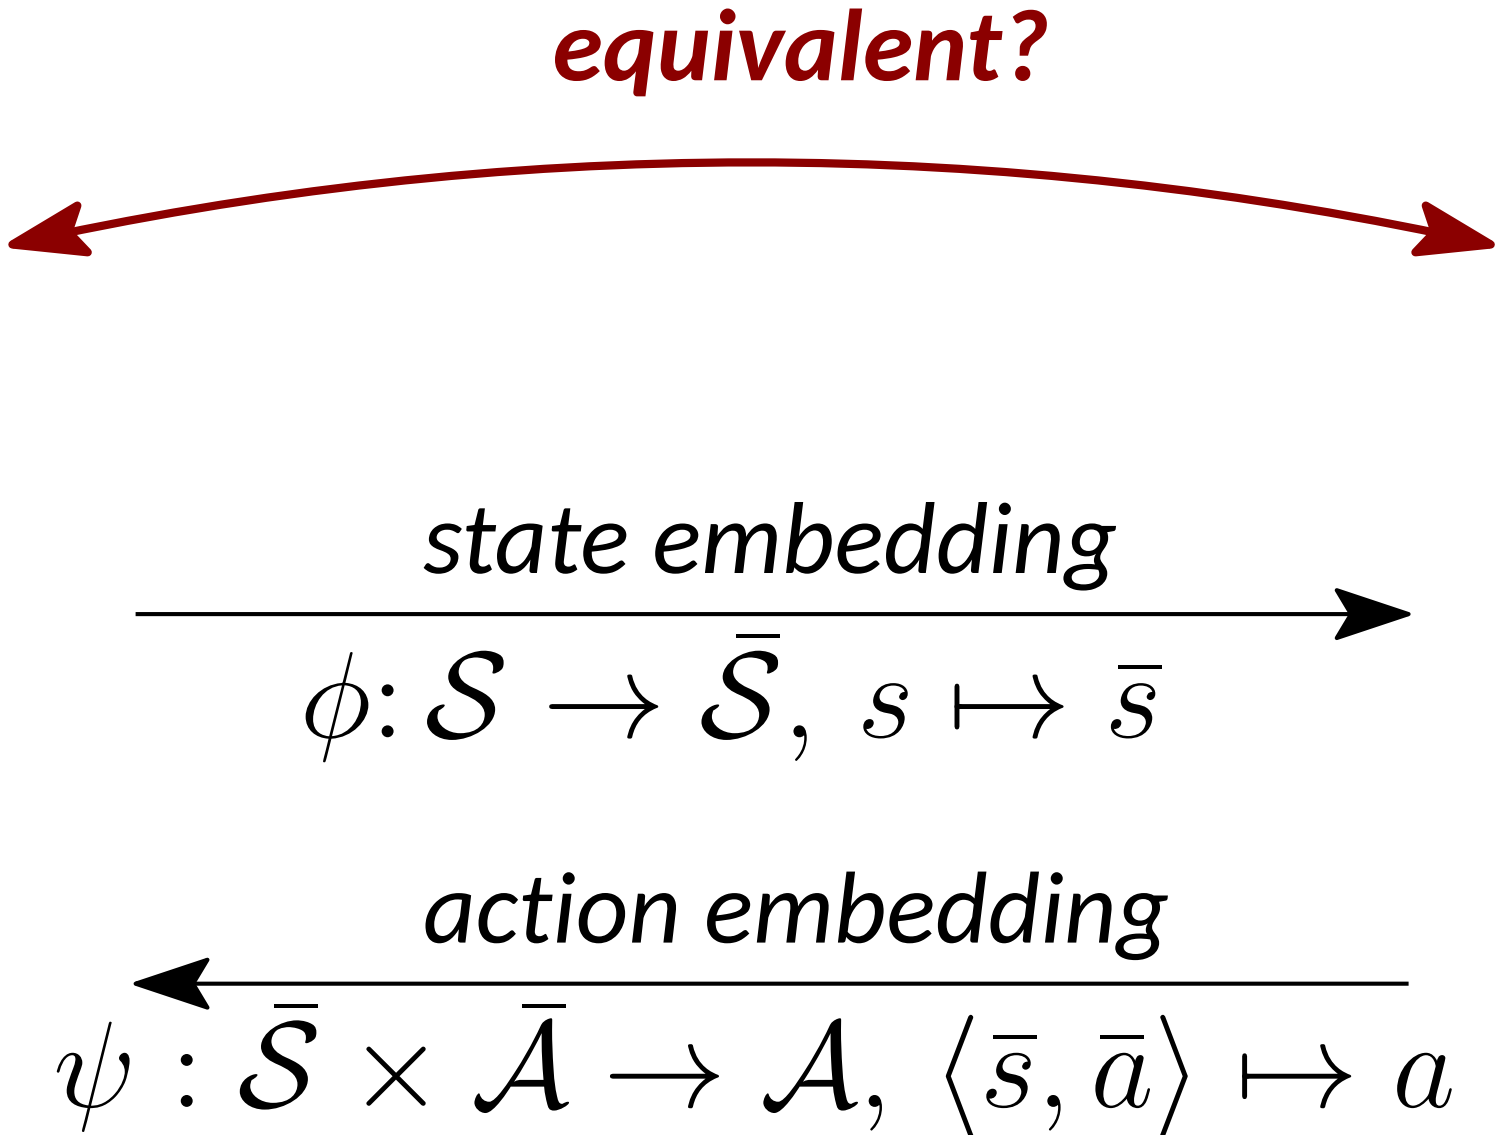 equivalent?
state embedding
ϕ: 𝒮 → 𝒮̅, s ↦ s̅
action embedding
ψ : 𝒮̅ × 𝒜̅ → 𝒜, ⟨s̅, a̅⟩ ↦ a